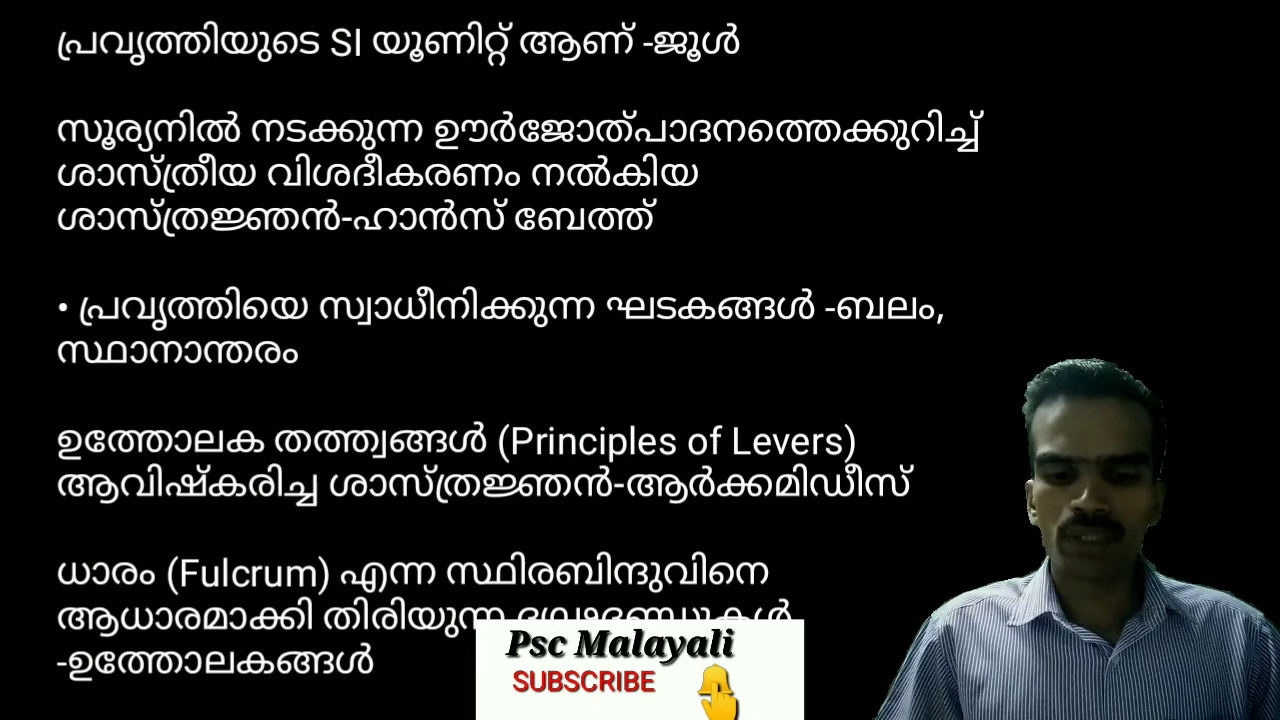 പ്രവൃത്തിയുടെ SI യൂണിറ്റ് ആണ് -ജൂൾ
സൂര്യനിൽ നടക്കുന്ന ഊർജോത്പാദനത്തെക്കുറിച്ച്
ശാസ്ത്രീയ വിശദീകരണം നൽകിയ
ശാസ്ത്രജ്ഞൻ-ഹാൻസ് ബേത്ത്
• പ്രവൃത്തിയെ സ്വാധീനിക്കുന്ന ഘടകങ്ങൾ -ബലം,
സ്ഥാനാന്തരം
ഉത്തോലക തത്ത്വങ്ങൾ (Principles of Levers)
ആവിഷ്കരിച്ച ശാസ്ത്രജ്ഞൻ-ആർക്കമിഡീസ്
ധാരം (Fulcrum) എന്ന സ്ഥിരബിന്ദുവിനെ
ആധാരമാക്കി തിരിയുന്ന
-ഉത്തോലകങ്ങൾ
Psc Malayali
SUBSCRIBE